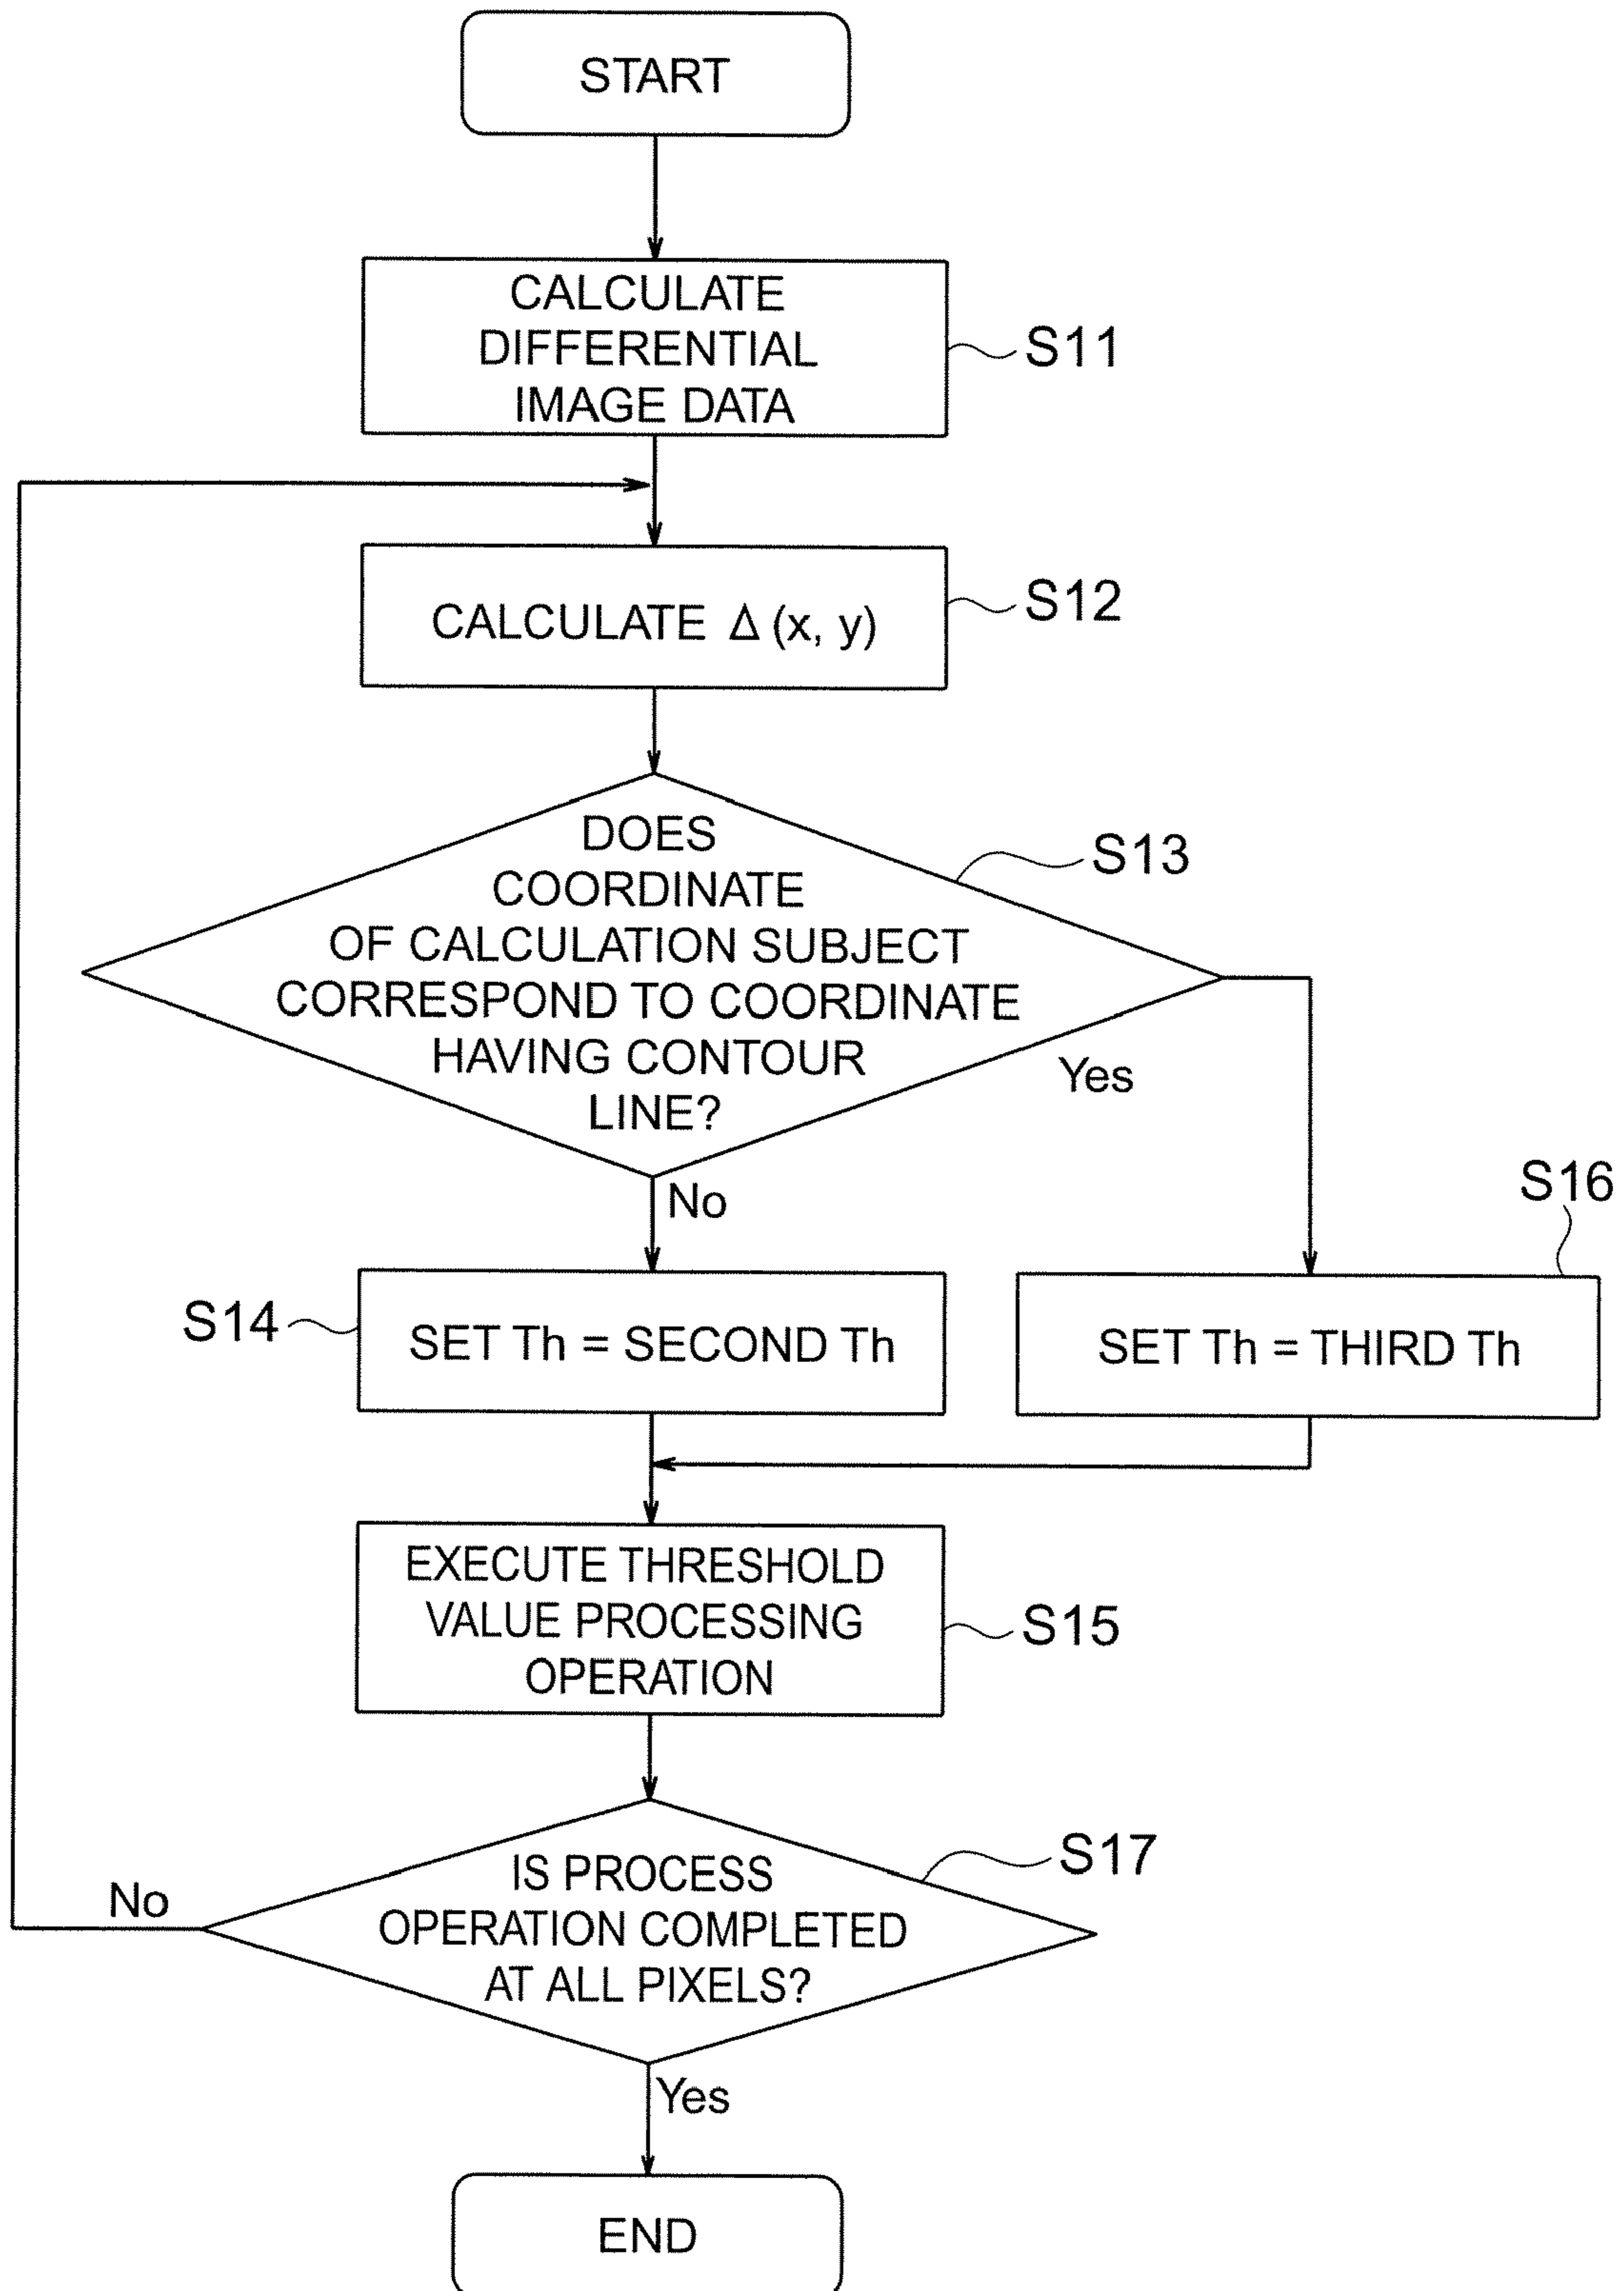 START
CALCULATE
DIFFERENTIAL
IMAGE DATA
S11
CALCULATE Δ (x, y)
S12
DOES
COORDINATE
OF CALCULATION SUBJECT
CORRESPOND TO COORDINATE
HAVING CONTOUR
LINE?
S13
Yes
No
S16
S14
SET Th = SECOND Th
SET Th = THIRD Th
EXECUTE THRESHOLD
VALUE PROCESSING
OPERATION
S15
IS PROCESS
OPERATION COMPLETED
AT ALL PIXELS?
S17
No
Yes
END